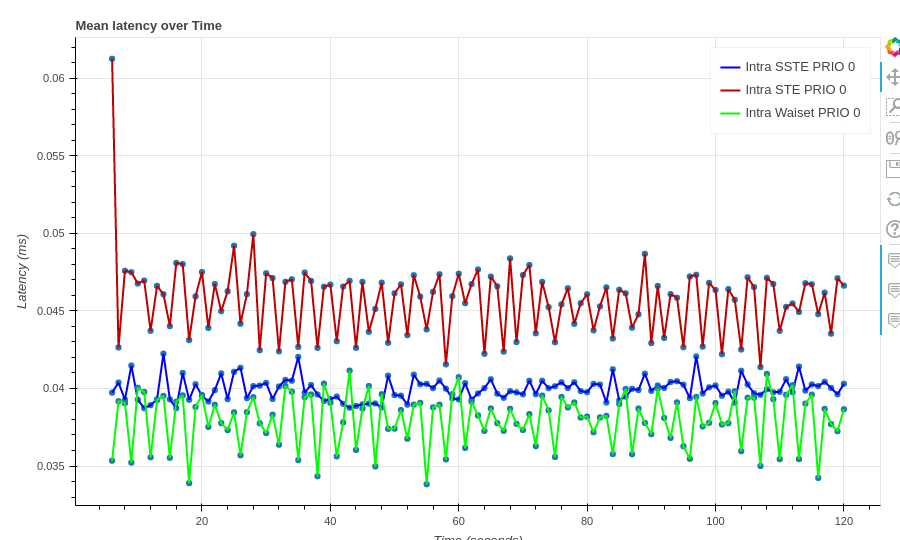 Mean latency over Time
Intra SSTE PRIO 0
Intra STE PRIO 0
Intra Waiset PRIO 0
0.06
0.055
0.05
0.045
0.04
0.035
Latency (ms)
20 40 60 80 100 120
Time (seconds)